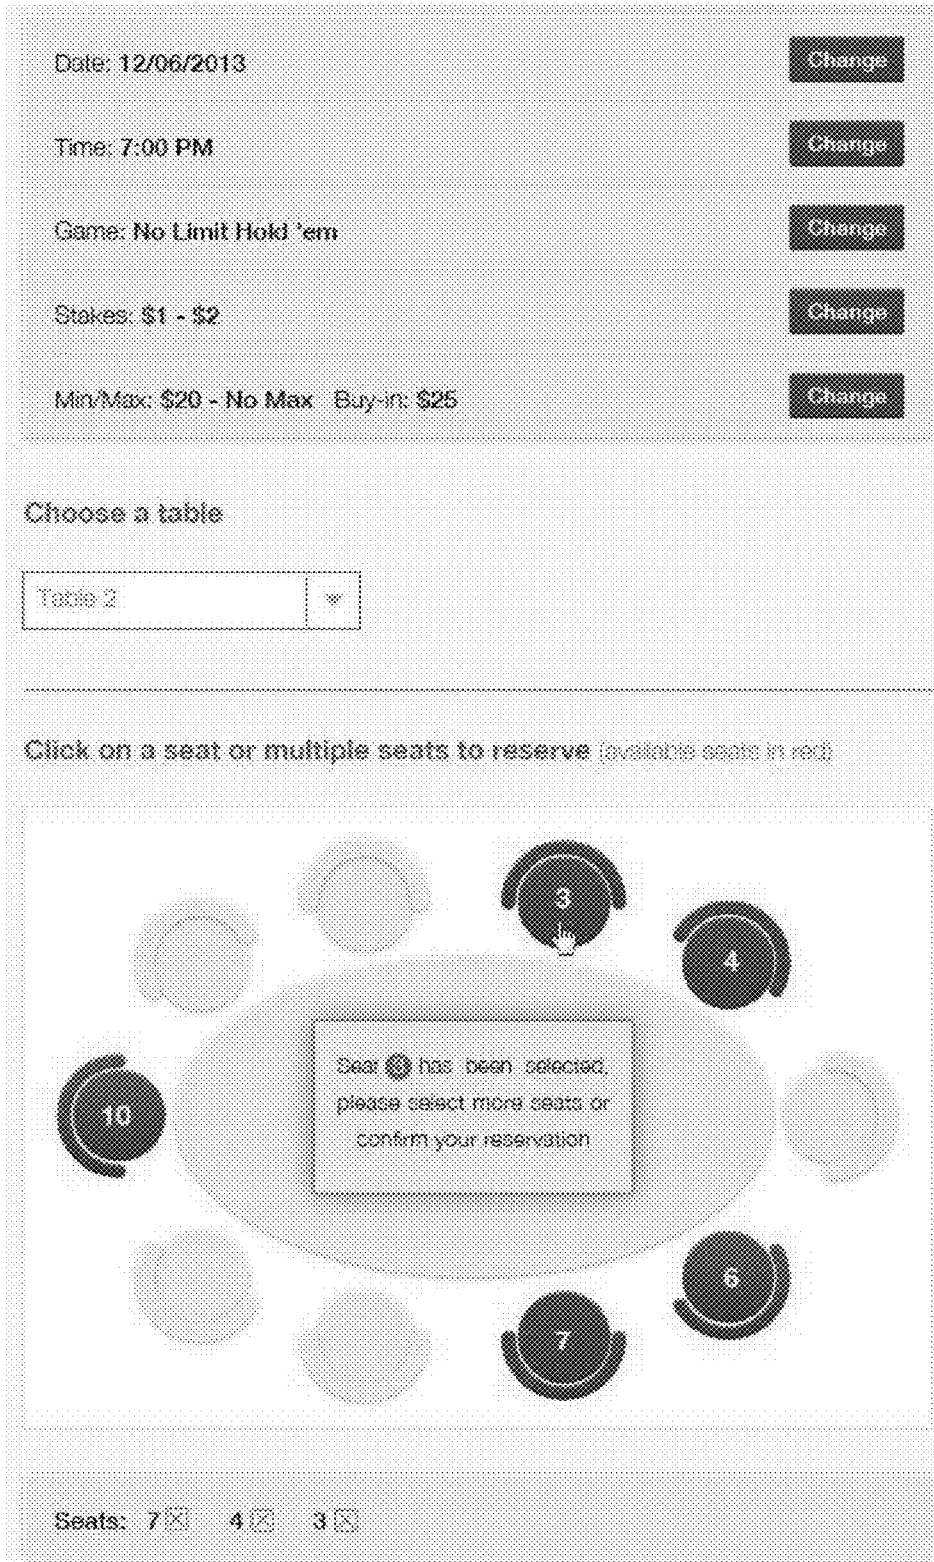 Date: 12/06/2013 Change
Time: 7:00 PM Change
Game: No Limit Hold 'em Change
Stakes: $1 - $2 Change
Min/Max: $20 - No Max Buy-in: $25 Change
Choose a table
Table 2
Click on a seat or multiple seats to reserve (available seats in red)
3
4
10
Seat 3 has been selected,
please select more seats or
confirm your reservation
6
7
Seats: 7 4 3